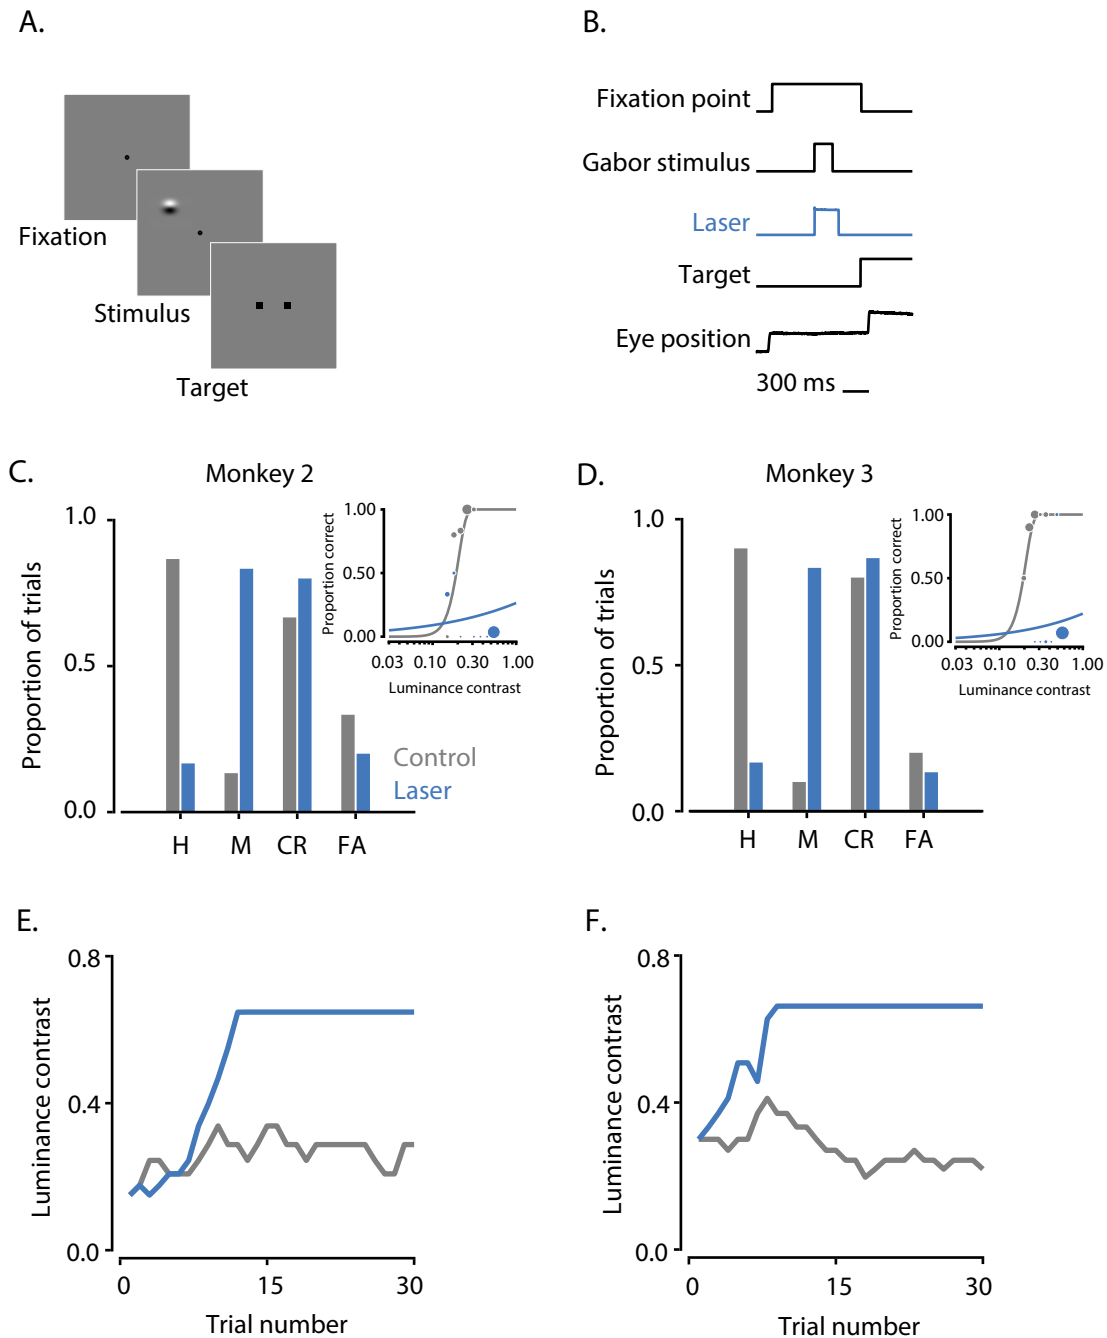 A.
Fixation
Stimulus
Target
B.
Fixation point
Gabor stimulus
Laser
Target
Eye position
300 ms
C.
Monkey 2
Proportion of trials
1.0
0.5
0.0
H M CR FA
Control
Laser
Proportion correct
1.00
0.50
0.00
0.03 0.10 0.30 1.00
Luminance contrast
D.
Monkey 3
Proportion of trials
1.0
0.5
0.0
H M CR FA
Proportion correct
1.00
0.50
0.00
0.03 0.10 0.30 1.00
Luminance contrast
E.
Luminance contrast
0.8
0.4
0.0
0 15 30
Trial number
F.
Luminance contrast
0.8
0.4
0.0
0 15 30
Trial number